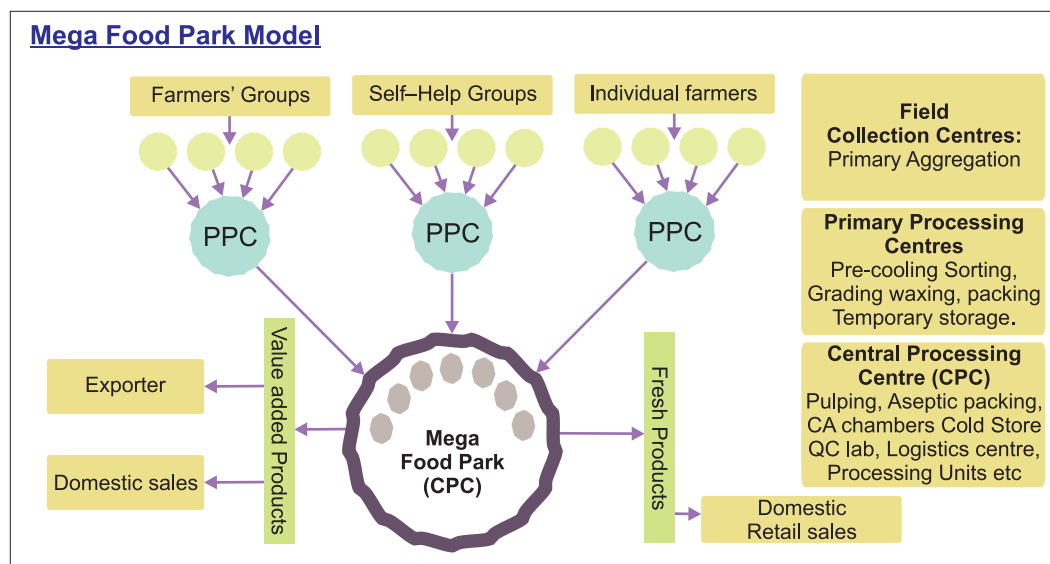 Mega Food Park Model
Farmers' Groups
Self–Help Groups
Individual farmers
PPC
PPC
PPC
Value added Products
Exporter
Domestic sales
Mega
Food Park
(CPC)
Fresh Products
Domestic
Retail sales
Field
Collection Centres:
Primary Aggregation
Primary Processing
Centres
Pre-cooling Sorting,
Grading waxing, packing
Temporary storage.
Central Processing
Centre (CPC)
Pulping, Aseptic packing,
CA chambers Cold Store
QC lab, Logistics centre,
Processing Units etc